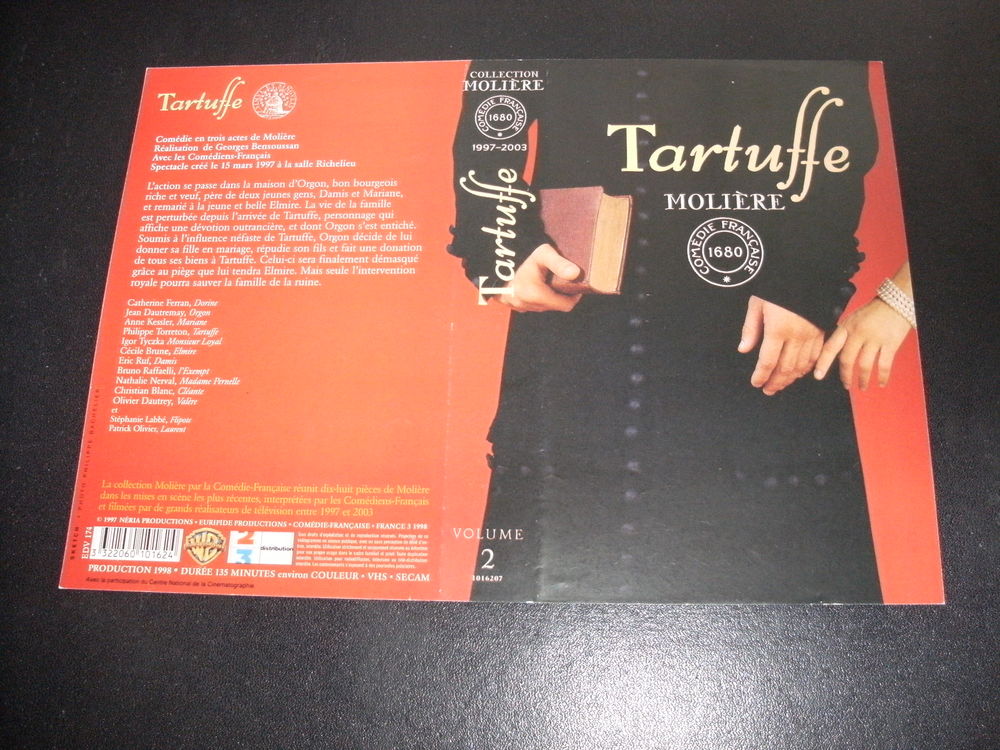 Tartuffe
Comédie en trois actes de Molière
Réalisation de Georges Bensoussan
Avec les Comédiens-Français
Spectacle créé le 15 mars 1997 à la salle Richelieu
L'action se passe dans la maison d'Orgon, bon bourgeois
riche et veuf, père de deux jeunes gens, Damis et Mariane,
et remarié à la jeune et belle Elmire. La vie de la famille
est perturbée depuis l'arrivée de Tartuffe, personnage qui
affiche une dévotion outrancière, et dont Orgon s'est entiché.
Soumis à l'influence néfaste de Tartuffe, Orgon décide de lui
donner sa fille en mariage, répudie son fils et fait une donation
de tous ses biens à Tartuffe. Celui-ci sera finalement démasqué
grâce au piège que lui tendra Elmire. Mais seule l'intervention
royale pourra sauver la famille de la ruine.
Catherine Ferran, Dorine
Jean Dautremay, Orgon
Anne Kessler, Mariane
Philippe Torreton, Tartuffe
Igor Tyczka Monsieur Loyal
Cécile Brune, Elmire
Eric Ruf, Damis
Bruno Raffaelli, l'Exempt
Nathalie Nerval, Madame Pernelle
Christian Blanc, Cléante
Olivier Dautrey, Valère
et
Stéphanie Labbé, Flipote
Patrick Olivier, Laurent
La collection Molière par la Comédie-Française réunit dix-huit pièces de Molière
dans les mises en scène les plus récentes, interprétées par les Comédiens-Français
et filmées par de grands réalisateurs de télévision entre 1997 et 2003
© 1997 NÉRIA PRODUCTIONS • EURIPIDE PRODUCTIONS • COMÉDIE-FRANÇAISE • FRANCE 3 1998
EDV 174
3 322060 101624
distribution
PRODUCTION 1998 • DURÉE 135 MINUTES environ COULEUR • VHS • SECAM
Avec la participation du Centre National de la Cinématographie
COLLECTION
MOLIÈRE
COMÉDIE FRANÇAISE
1680
1997-2003
Tartuffe
VOLUME
2
1016207
Tartuffe
MOLIÈRE
COMÉDIE FRANÇAISE
1680